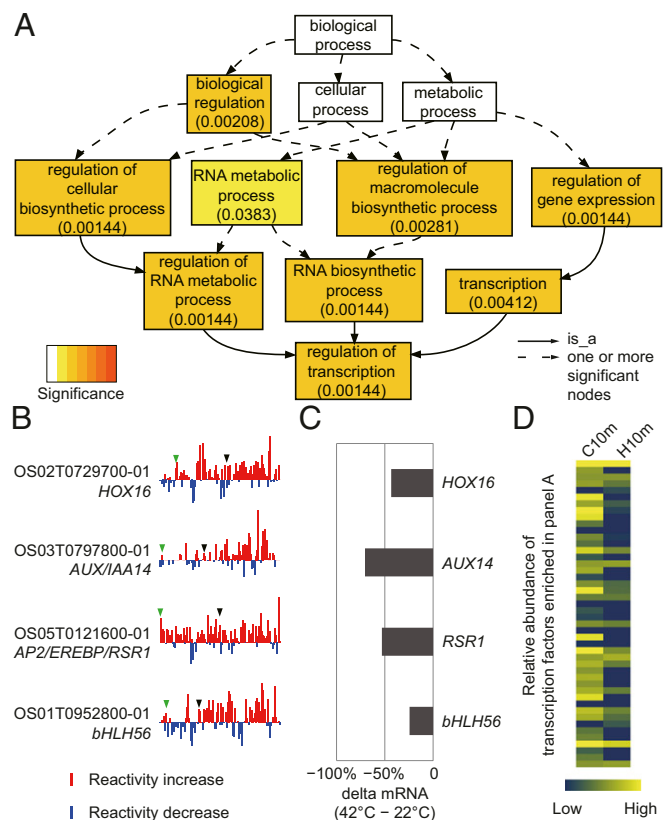 A
biological
process
biological
regulation
(0.00208)
cellular
process
metabolic
process
regulation of
cellular
biosynthetic process
(0.00144)
RNA metabolic
process
(0.0383)
regulation of
macromolecule
biosynthetic process
(0.00281)
regulation of
gene expression
(0.00144)
regulation of
RNA metabolic
process
(0.00144)
RNA biosynthetic
process
(0.00144)
transcription
(0.00412)
regulation of
transcription
(0.00144)
Significance
is_a
one or more
significant
nodes
B
OS02T0729700-01
HOX16
OS03T0797800-01
AUX/IAA14
OS05T0121600-01
AP2/EREBP/RSR1
OS01T0952800-01
bHLH56
Reactivity increase
Reactivity decrease
C
HOX16
AUX14
RSR1
bHLH56
−100% −50% 0
delta mRNA
(42°C − 22°C)
D
C10m
H10m
Relative abundance of
transcription factors enriched in panel A
Low High